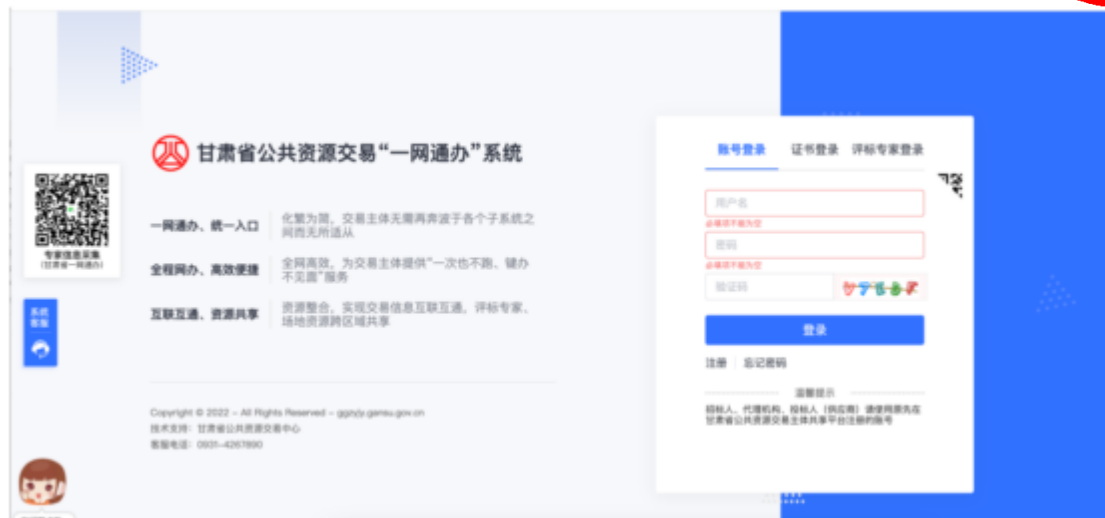 甘肃省公共资源交易“一网通办”系统
一网通办、统一入口
化繁为简，交易主体无需再奔波于各个子系统之
间而无所适从
全程网办、高效便捷
全网高效，为交易主体提供“一次也不跑、键办
不见面”服务
互联互通、资源共享
资源整合，实现交易信息互联互通，评标专家、
场地资源跨区域共享
Copyright © 2022 - All Rights Reserved - ggzyjy.gansu.gov.cn
技术支持：甘肃省公共资源交易中心
客服电话：0931-4267890
专家信息采集
(甘肃省一网通办)
系统
客服
账号登录 证书登录 评标专家登录
用户名
必填项不能为空
密码
必填项不能为空
验证码
登录
注册 忘记密码
温馨提示
招标人、代理机构、投标人（供应商）请使用原先在
甘肃省公共资源交易主体共享平台注册的账号